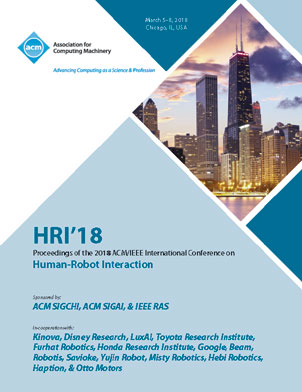 March 5-8, 2018
Chicago, IL, USA
acm
Association for
Computing Machinery
Advancing Computing as a Science & Profession
HRI'18
Proceedings of the 2018 ACM/IEEE International Conference on
Human-Robot Interaction
Sponsored by:
ACM SIGCHI, ACM SIGAI, & IEEE RAS
In cooperation with:
Kinova, Disney Research, LuxAI, Toyota Research Institute,
Furhat Robotics, Honda Research Institute, Google, Beam,
Robotis, Savioke, Yujin Robot, Misty Robotics, Hebi Robotics,
Haption, & Otto Motors